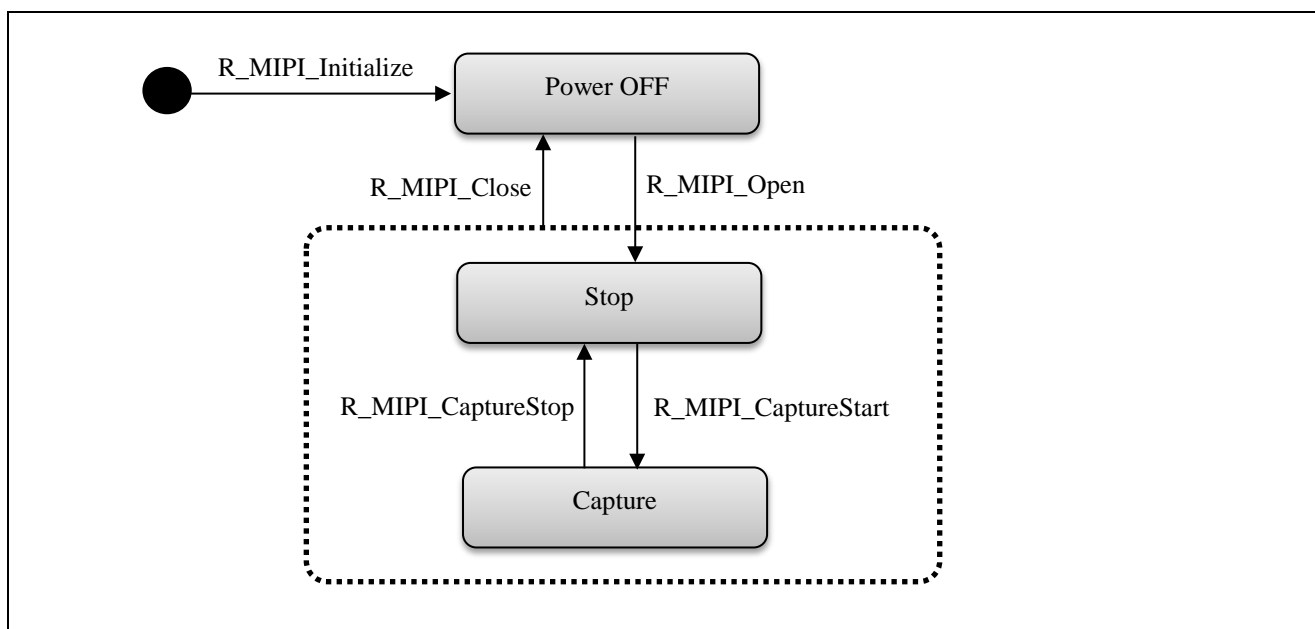 R_MIPI_Initialize
Power OFF
R_MIPI_Close
R_MIPI_Open
Stop
R_MIPI_CaptureStop
R_MIPI_CaptureStart
Capture